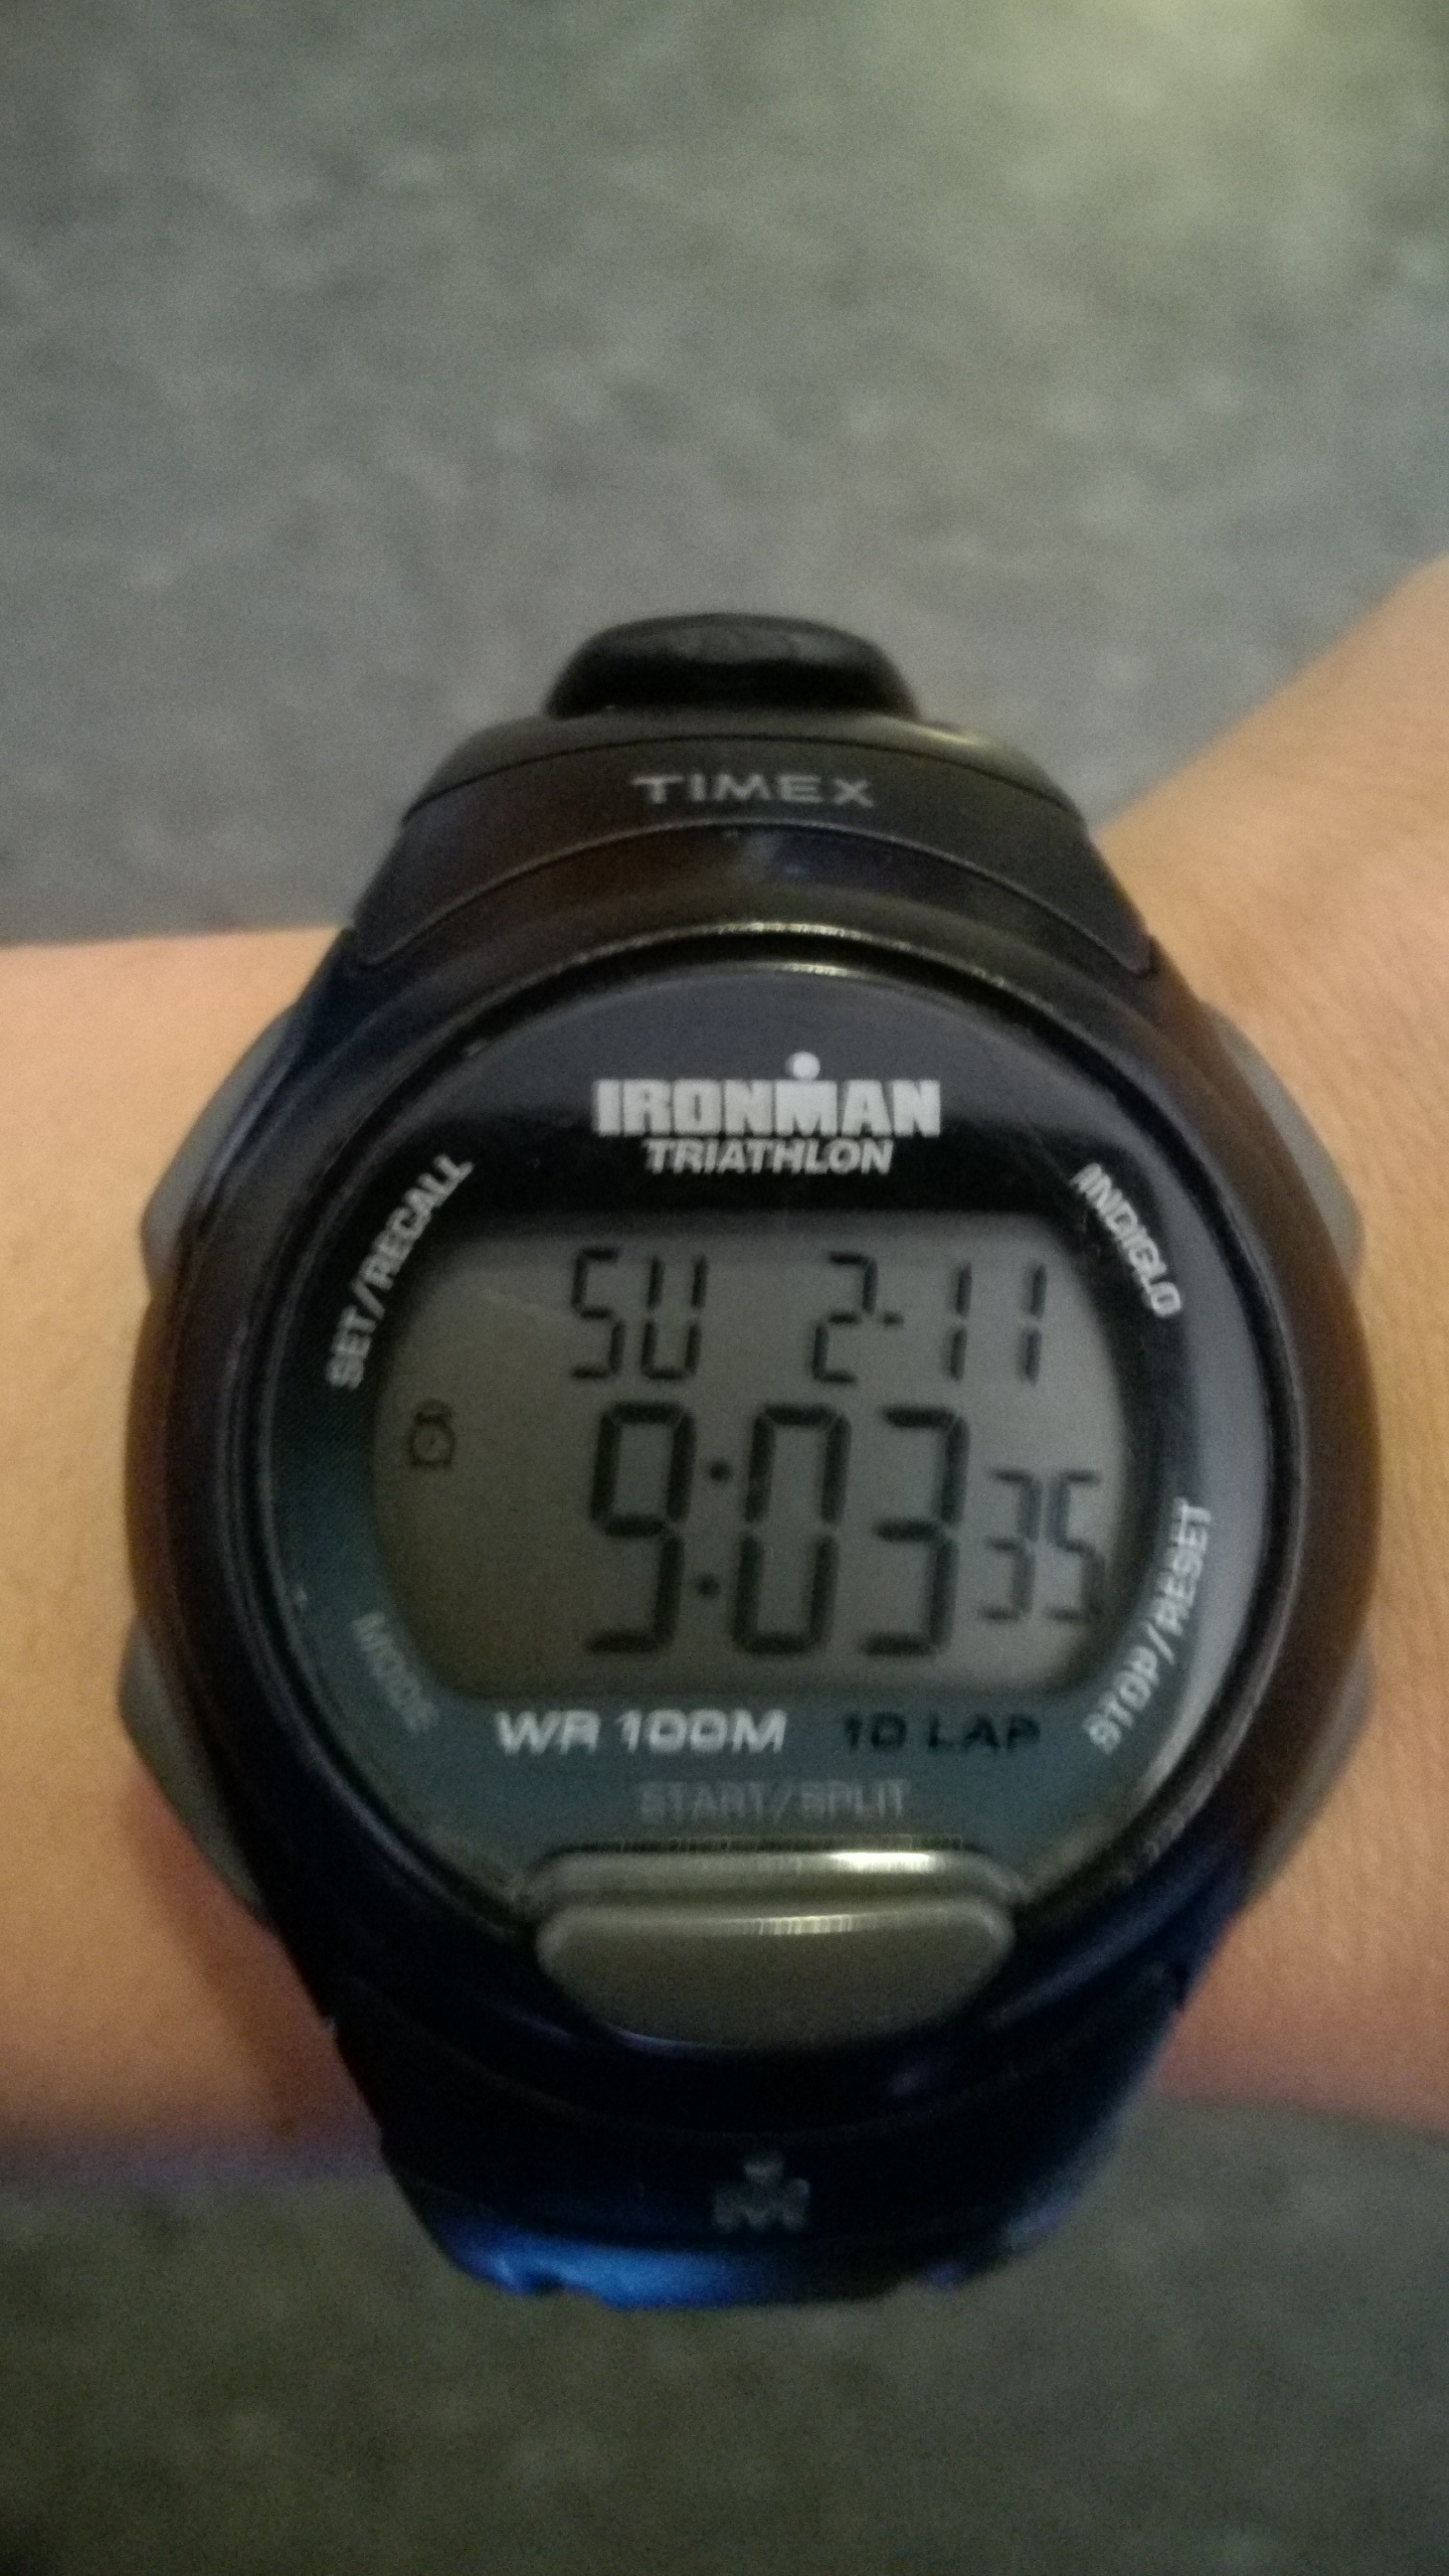 TIMEX
IRONMAN
TRIATHLON
SET/RECALL
INDIGLO
SU 2-11
9:03 35
MODE
STOP/RESET
WR 100M 10 LAP
START/SPLIT